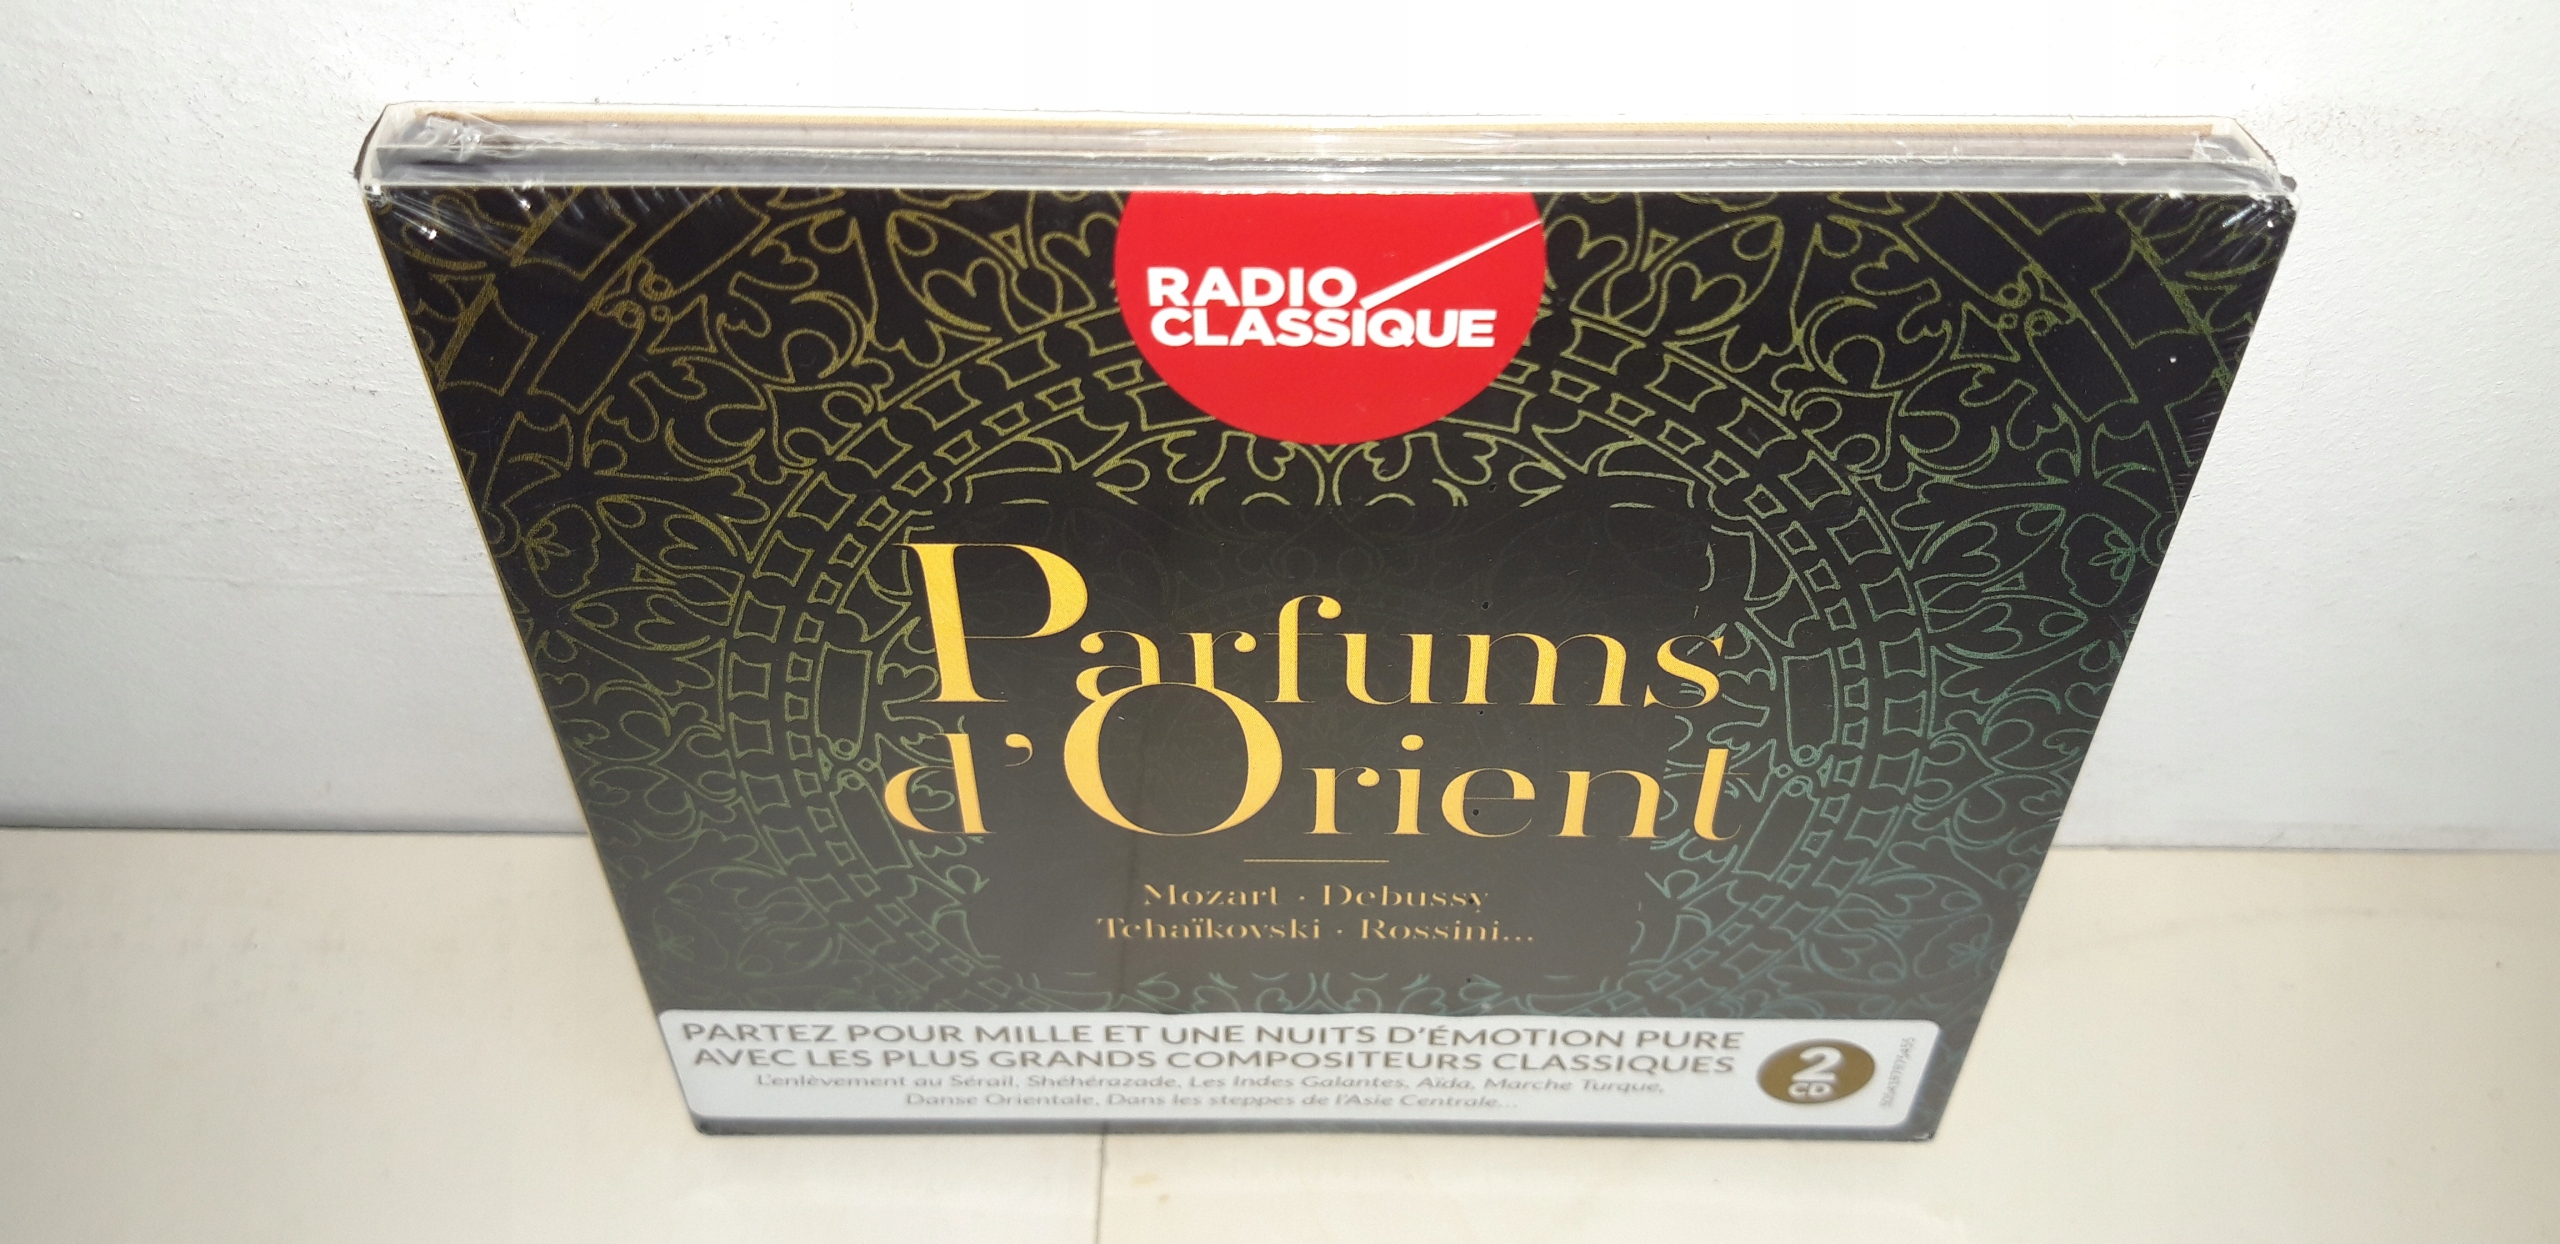 RADIO
CLASSIQUE
Parfums
d'Orient
Mozart · Debussy
Tchaïkovski · Rossini...
PARTEZ POUR MILLE ET UNE NUITS D'ÉMOTION PURE
AVEC LES PLUS GRANDS COMPOSITEURS CLASSIQUES
L'enlèvement au Sérail, Shéhérazade, Les Indes Galantes, Aïda, Marche Turque,
Danse Orientale, Dans les steppes de l'Asie Centrale...
2
CD